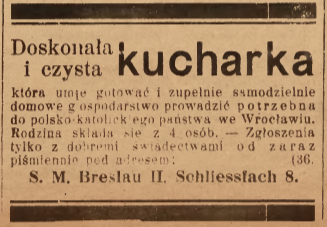 Doskonała
i czysta kucharka
która umie gotować i zupełnie samodzielnie
domowe gospodarstwo prowadzić potrzebna
do polsko-katolickiego państwa we Wrocławiu.
Rodzina składa się z 4 osób. — Zgłoszenia
tylko z dobremi świadectwami od zaraz
piśmiennie pod adresem: (36.
S. M. Breslau II. Schliessfach 8.